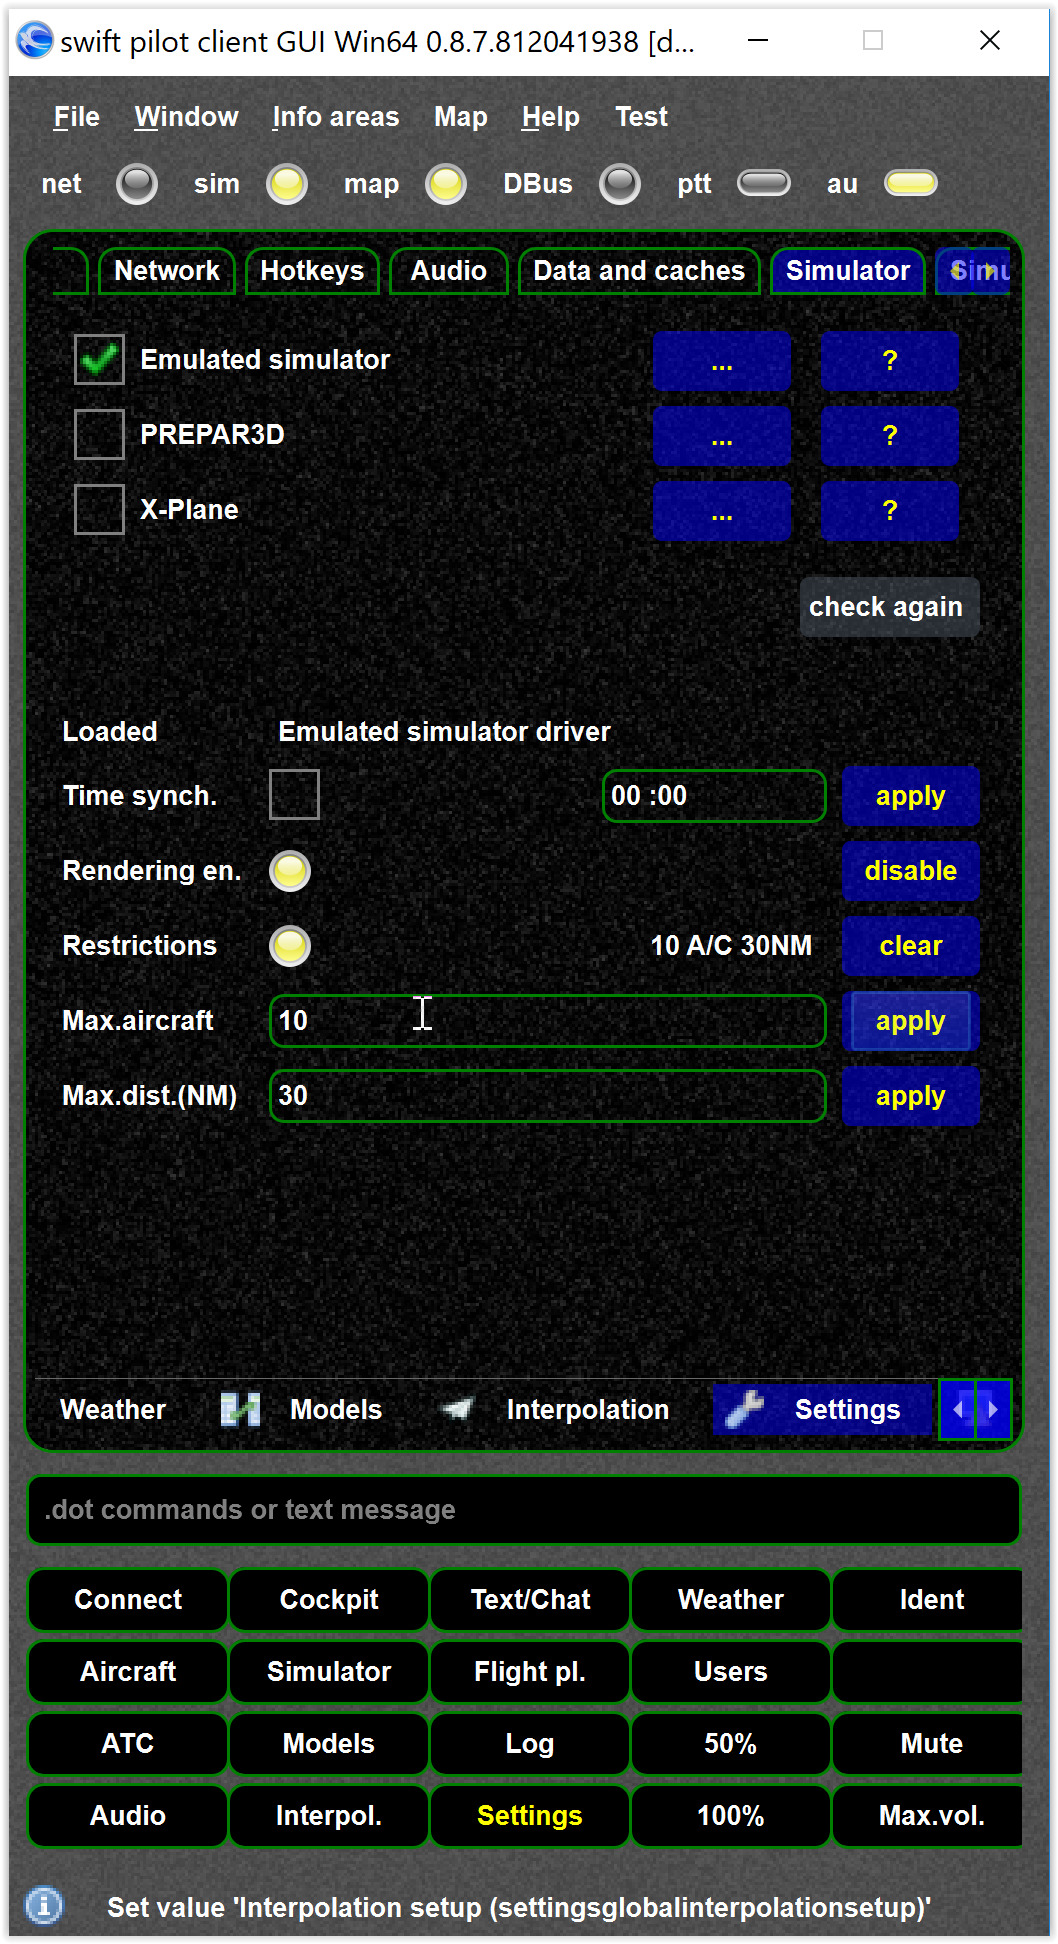 swift pilot client GUI Win64 0.8.7.812041938 [d...
File Window Info areas Map Help Test
net sim map DBus ptt au
Network Hotkeys Audio Data and caches Simulator Simu
Emulated simulator ... ?
PREPAR3D ... ?
X-Plane ... ?
check again
Loaded Emulated simulator driver
Time synch. 00 :00 apply
Rendering en. disable
Restrictions 10 A/C 30NM clear
Max.aircraft 10 apply
Max.dist.(NM) 30 apply
Weather Models Interpolation Settings
.dot commands or text message
Connect Cockpit Text/Chat Weather Ident
Aircraft Simulator Flight pl. Users
ATC Models Log 50% Mute
Audio Interpol. Settings 100% Max.vol.
Set value 'Interpolation setup (settingsglobalinterpolationsetup)'